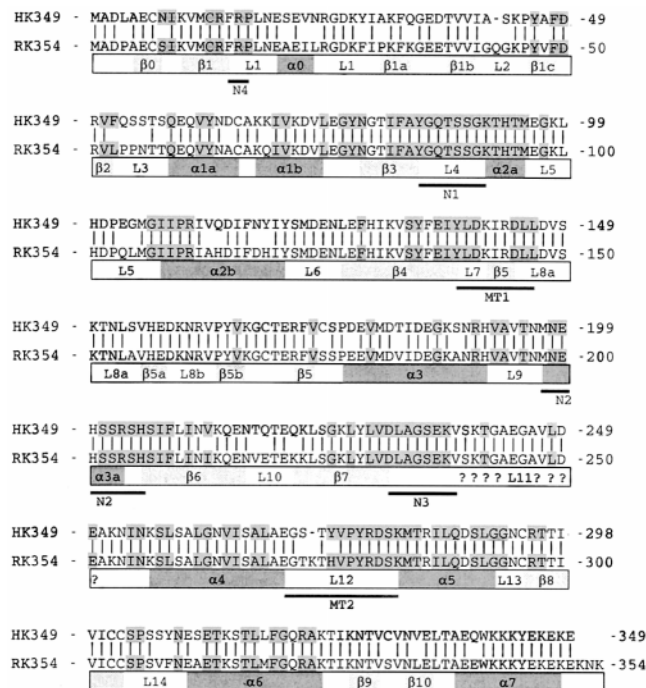 HK349 - MADLAECNIKVMCRFRPLNESEVNRGDKYIAKFQGEDTVVIA-SKPYAFD -49
RK354 - MADPAECSIKVMCRFRPLNEAEILRGDKFIPKFKGEETVVIGQGKPYVFD -50
β0 β1 L1 α0 L1 β1a β1b L2 β1c
N4
HK349 - RVFQSSTSQEQVYNDCAKKIVKDVLEGYNGTIFAYGQTSSGKTHTMEGKL -99
RK354 - RVLPPNTTQEQVYNACAKQIVKDVLEGYNGTIFAYGQTSSGKTHTMEGKL -100
β2 L3 α1a α1b β3 L4 α2a L5
N1
HK349 - HDPEGMGIIPRIVQDIFNYIYSMDENLEFHIKVSYFEIYLDKIRDLLDVS -149
RK354 - HDPQLMGIIPRIAHDIFDHIYSMDENLEFHIKVSYFEIYLDKIRDLLDVS -150
L5 α2b L6 β4 L7 β5 L8a
MT1
HK349 - KTNLSVHEDKNRVPYVKGCTERFVCSPDEVMDTIDEGKSNRHVAVTNMNE -199
RK354 - KTNLAVHEDKNRVPYVKGCTERFVSSPEEVMDVIDEGKANRHVAVTNMNE -200
L8a β5a L8b β5b β5 α3 L9
N2
HK349 - HSSRSHSIFLINVKQENTQTEQKLSGKLYLVDLAGSEKVSKTGAEGAVLD -249
RK354 - HSSRSHSIFLINIKQENVETEKKLSGKLYLVDLAGSEKVSKTGAEGAVLD -250
α3a β6 L10 β7 ? ? ? ? L11? ? ?
N2 N3
HK349 - EAKNINKSLSALGNVISALAEGS-TYVPYRDSKMTRILQDSLGGNCRTTI -298
RK354 - EAKNINKSLSALGNVISALAEGTKTHVPYRDSKMTRILQDSLGGNCRTTI -300
? α4 L12 α5 L13 β8
MT2
HK349 - VICCSPSSYNESETKSTLLFGQRAKTIKNTVCVNVELTAEQWKKKYEKEKE -349
RK354 - VICCSPSVFNEAETKSTLMFGQRAKTIKNTVSVNLELTAEEWKKKYEKEKEKNK -354
L14 α6 β9 β10 α7